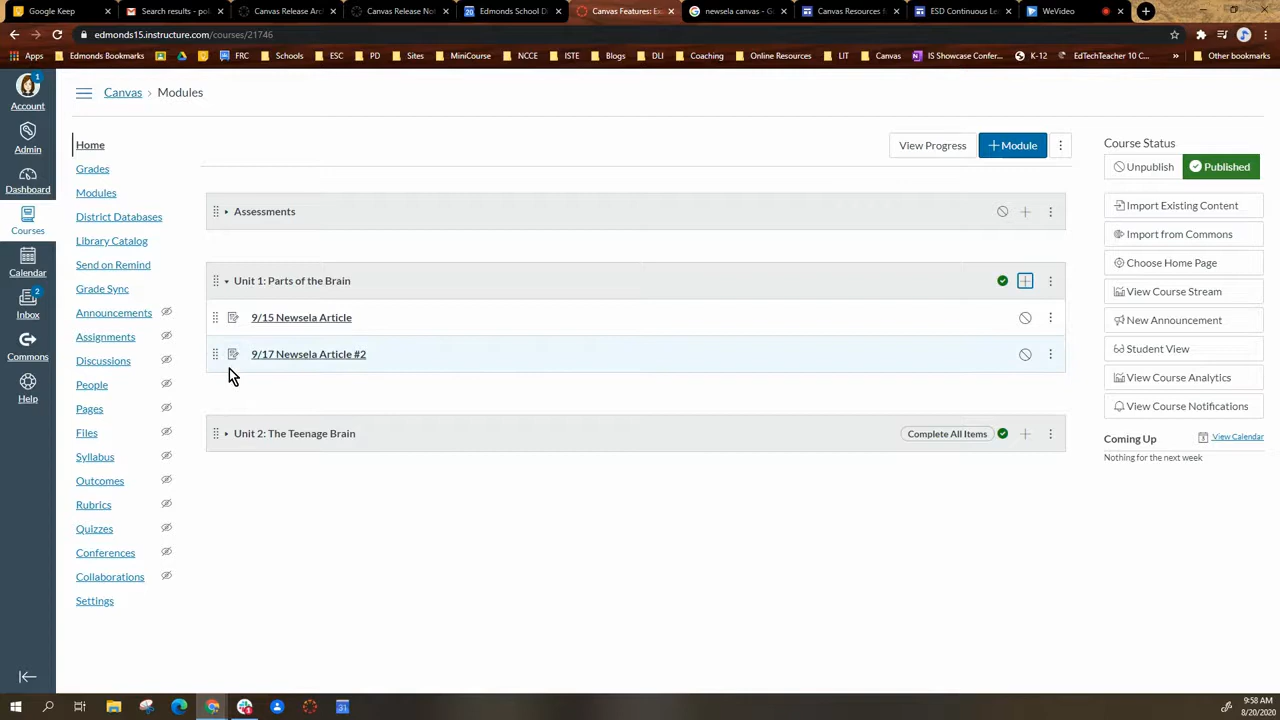 Google Keep
Search results - pol
Canvas Release Arc
Canvas Release Not
Edmonds School D
Canvas Features: Ex
newsela canvas - G
Canvas Resources f
ESD Continuous Le
WeVideo
edmonds15.instructure.com/courses/21746
Apps
Edmonds Bookmarks
FRC
Schools
ESC
PD
Sites
MiniCourse
NCCE
ISTE
Blogs
DLI
Coaching
Online Resources
LIT
Canvas
IS Showcase Confer...
K-12
EdTechTeacher 10 C...
»
Other bookmarks
1
Account
Admin
Dashboard
Courses
Calendar
2
Inbox
Commons
Help
Canvas › Modules
Home
Grades
Modules
District Databases
Library Catalog
Send on Remind
Grade Sync
Announcements
Assignments
Discussions
People
Pages
Files
Syllabus
Outcomes
Rubrics
Quizzes
Conferences
Collaborations
Settings
View Progress
+ Module
Assessments
Unit 1: Parts of the Brain
9/15 Newsela Article
9/17 Newsela Article #2
Unit 2: The Teenage Brain
Complete All Items
Course Status
Unpublish
Published
Import Existing Content
Import from Commons
Choose Home Page
View Course Stream
New Announcement
Student View
View Course Analytics
View Course Notifications
Coming Up
View Calendar
Nothing for the next week
9:58 AM
8/20/2020